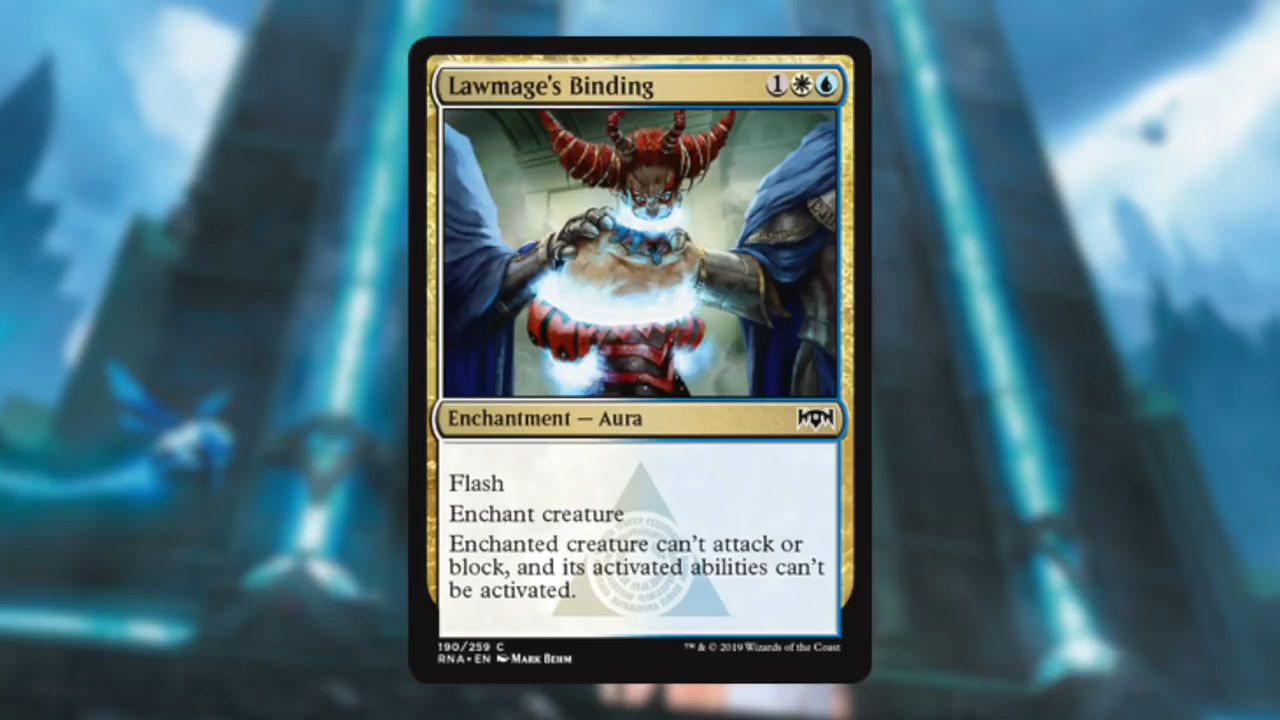 Lawmage's Binding 1
Enchantment — Aura
Flash
Enchant creature
Enchanted creature can't attack or
block, and its activated abilities can't
be activated.
190/259 C
RNA • EN Mark Behm
™ & © 2019 Wizards of the Coast